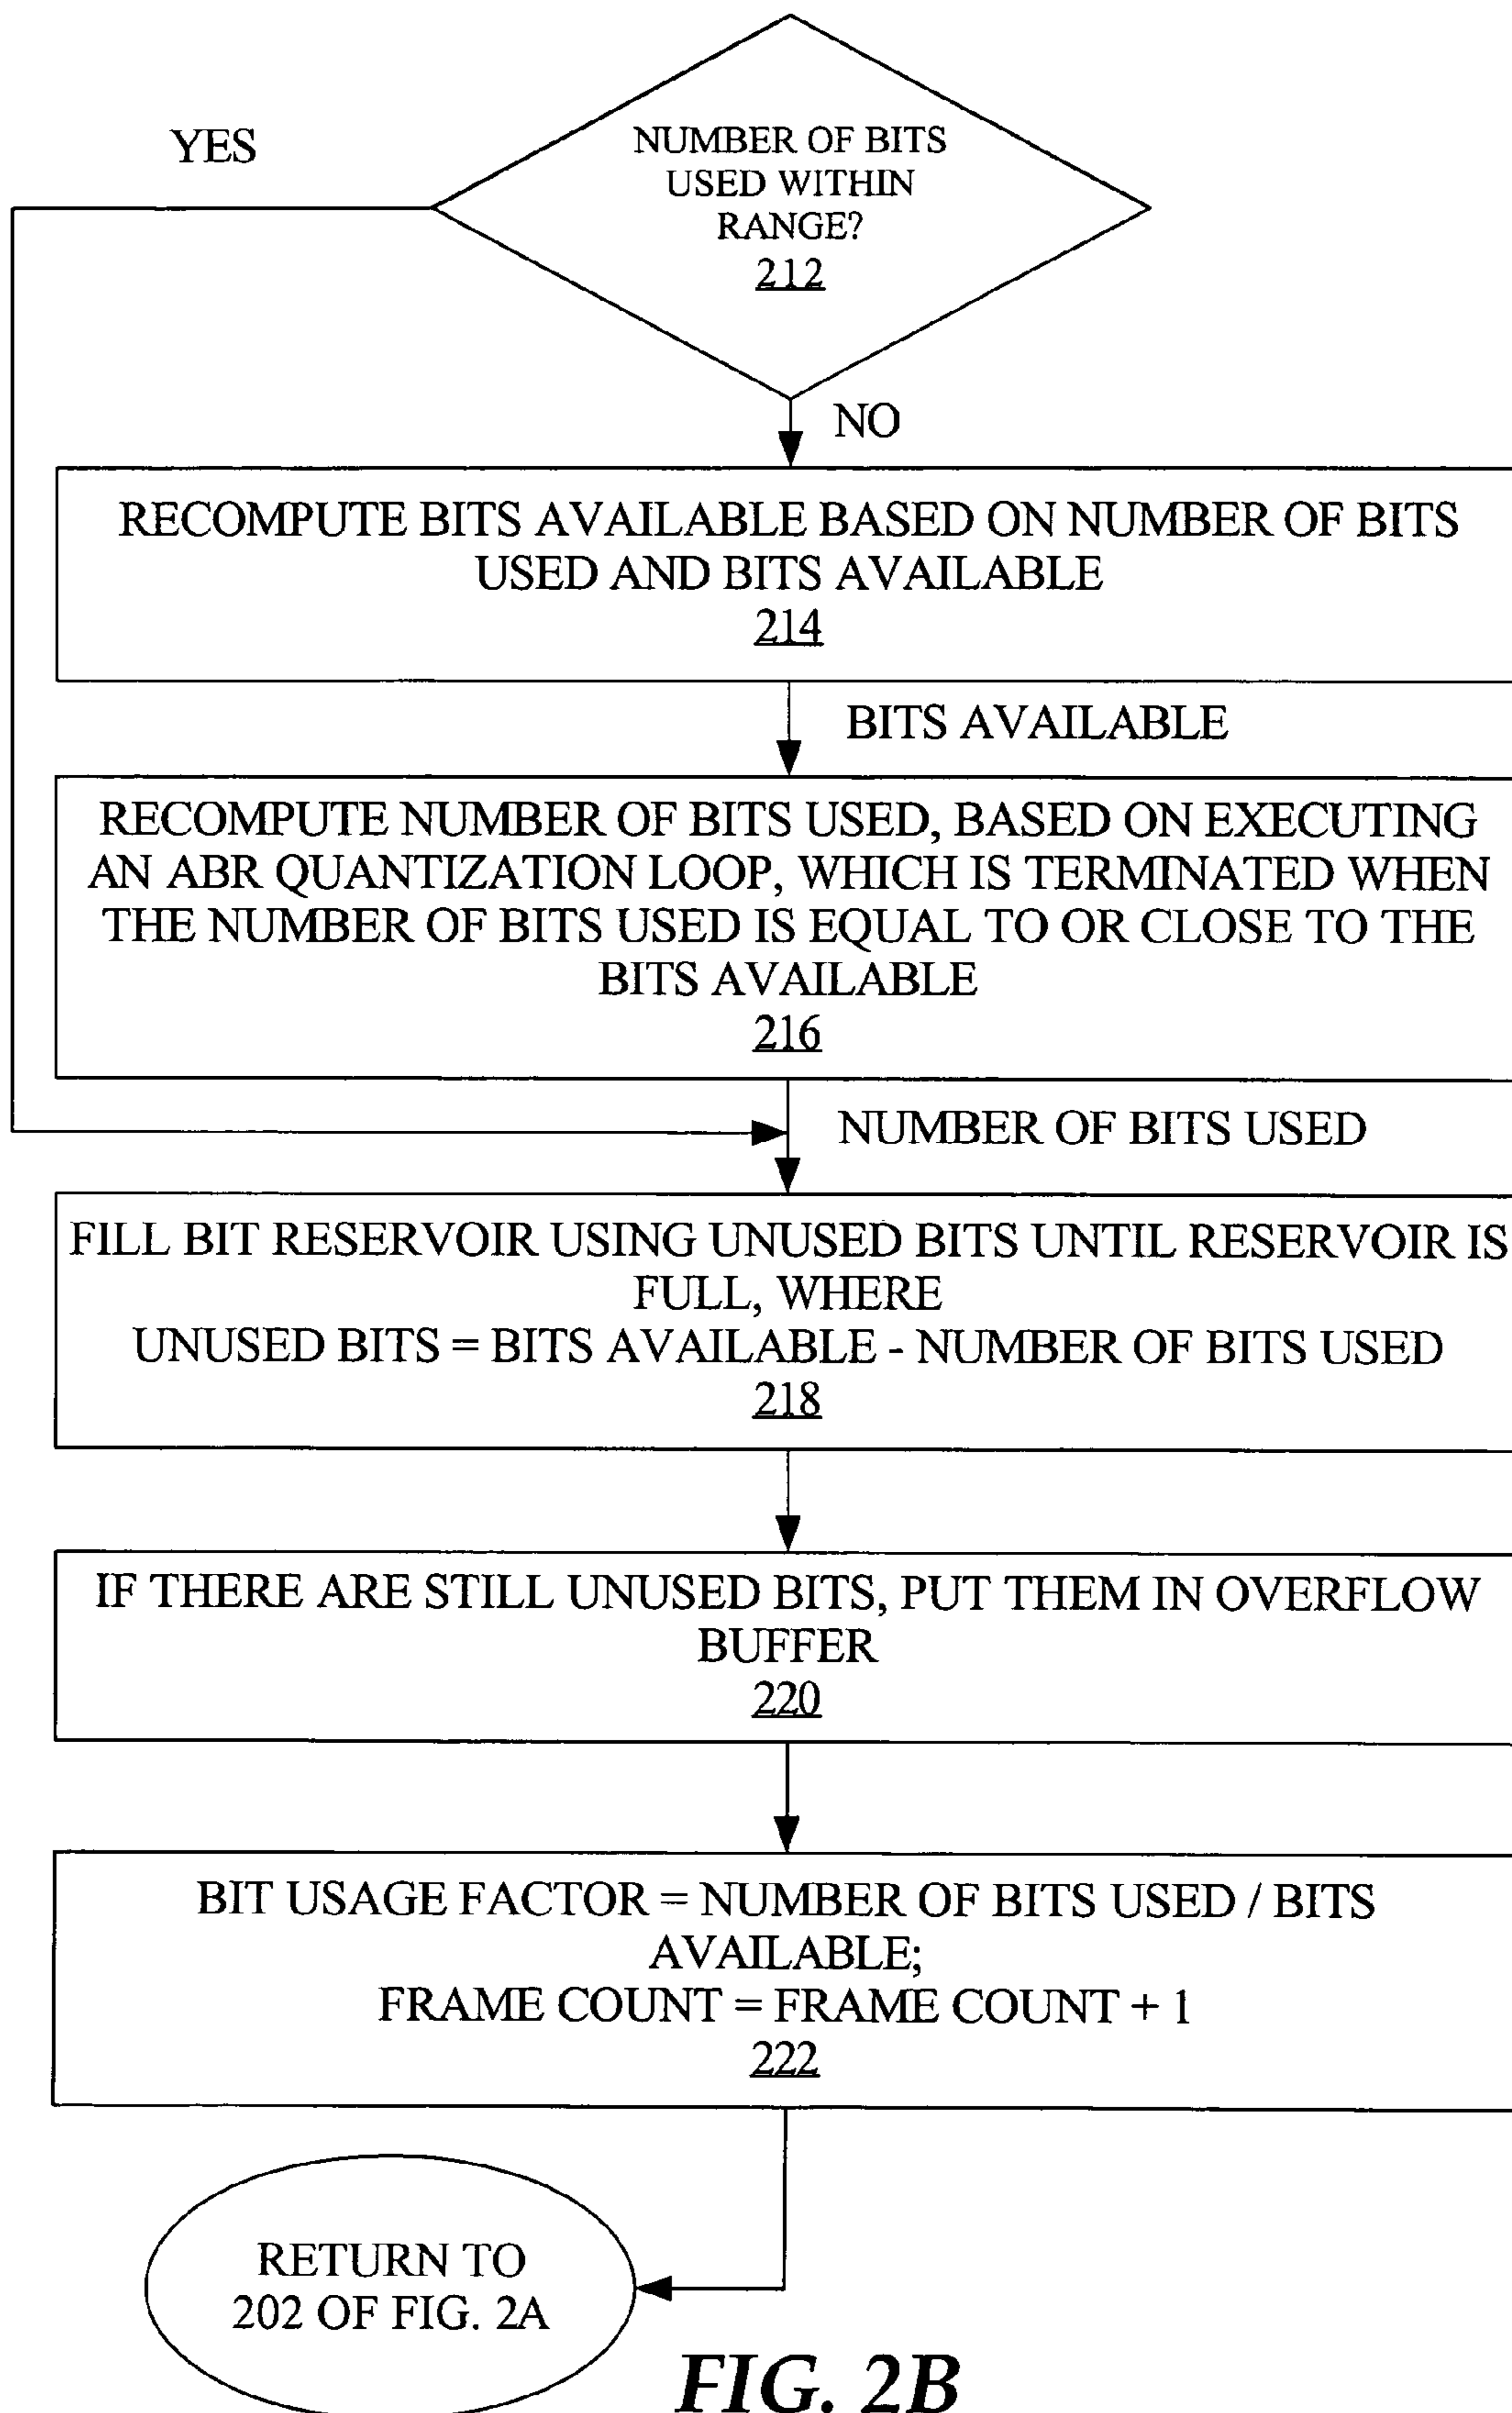 YES
NUMBER OF BITS
USED WITHIN
RANGE?
212
NO
RECOMPUTE BITS AVAILABLE BASED ON NUMBER OF BITS
USED AND BITS AVAILABLE
214
BITS AVAILABLE
RECOMPUTE NUMBER OF BITS USED, BASED ON EXECUTING
AN ABR QUANTIZATION LOOP, WHICH IS TERMINATED WHEN
THE NUMBER OF BITS USED IS EQUAL TO OR CLOSE TO THE
BITS AVAILABLE
216
NUMBER OF BITS USED
FILL BIT RESERVOIR USING UNUSED BITS UNTIL RESERVOIR IS
FULL, WHERE
UNUSED BITS = BITS AVAILABLE - NUMBER OF BITS USED
218
IF THERE ARE STILL UNUSED BITS, PUT THEM IN OVERFLOW
BUFFER
220
BIT USAGE FACTOR = NUMBER OF BITS USED / BITS
AVAILABLE;
FRAME COUNT = FRAME COUNT + 1
222
RETURN TO
202 OF FIG. 2A
FIG. 2B